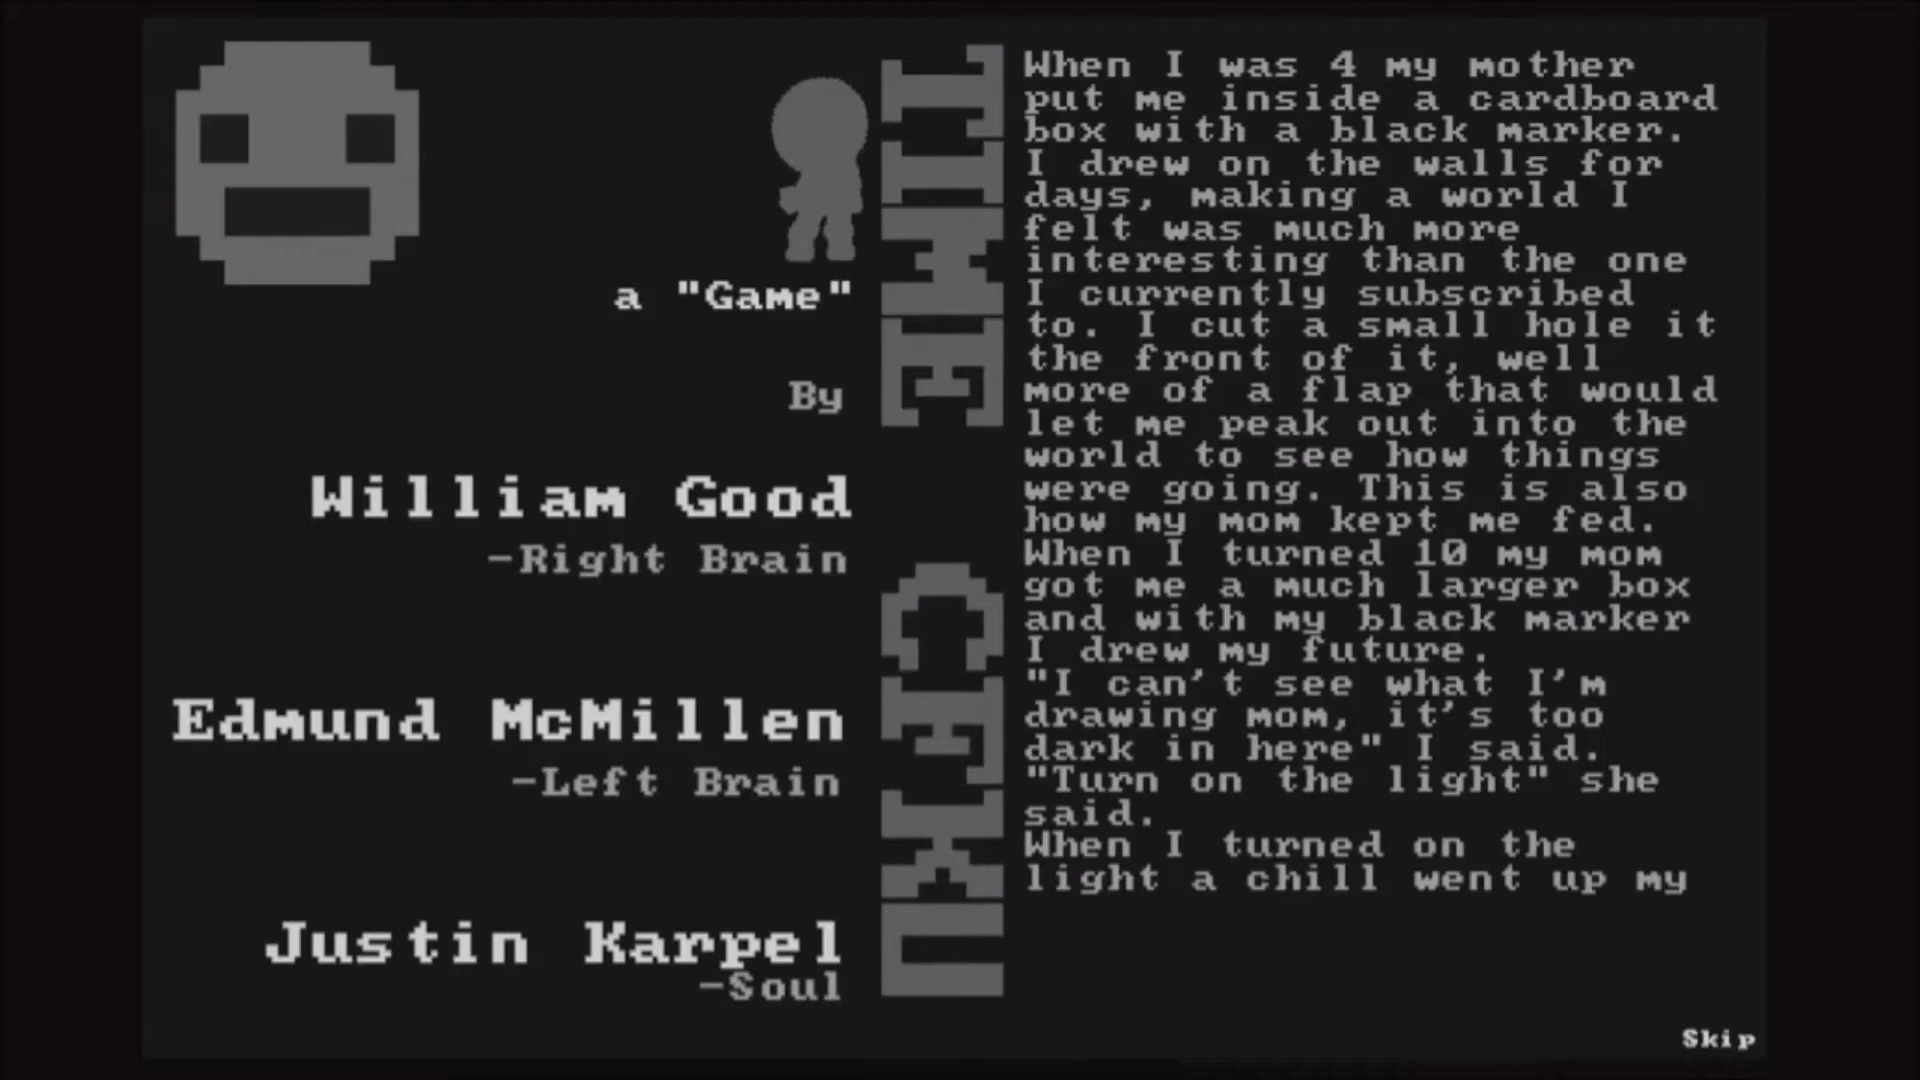 a "Game"
By
William Good
-Right Brain
Edmund McMillen
-Left Brain
Justin Karpel
-Soul
TIME CFKU
When I was 4 my mother
put me inside a cardboard
box with a black marker.
I drew on the walls for
days, making a world I
felt was much more
interesting than the one
I currently subscribed
to. I cut a small hole it
the front of it, well
more of a flap that would
let me peak out into the
world to see how things
were going. This is also
how my mom kept me fed.
When I turned 10 my mom
got me a much larger box
and with my black marker
I drew my future.
"I can't see what I'm
drawing mom, it's too
dark in here" I said.
"Turn on the light" she
said.
When I turned on the
light a chill went up my
Skip